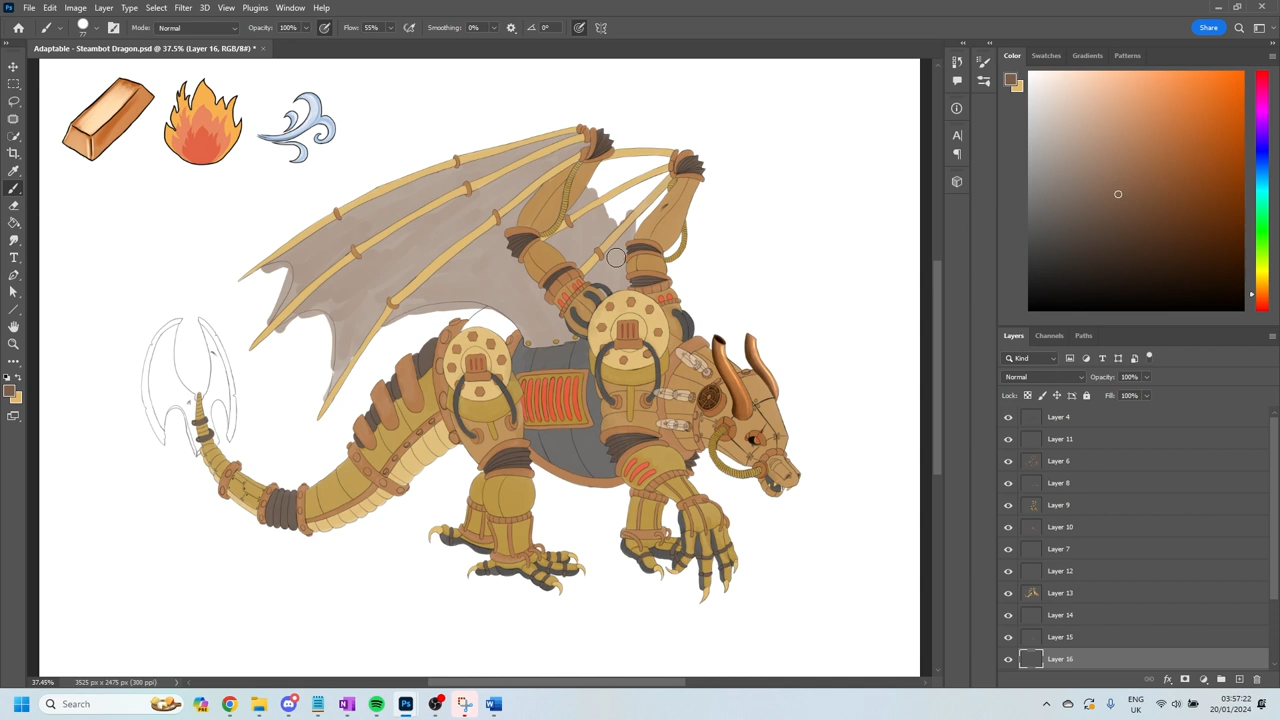 File Edit Image Layer Type Select Filter 3D View Plugins Window Help
77 Mode: Normal Opacity: 100% Flow: 55% Smoothing: 0% 0° Share
Adaptable - Steambot Dragon.psd @ 37.5% (Layer 16, RGB/8#) *
Color Swatches Gradients Patterns
Layers Channels Paths
Kind
Normal Opacity: 100%
Lock: Fill: 100%
Layer 4
Layer 11
Layer 6
Layer 8
Layer 9
Layer 10
Layer 7
Layer 12
Layer 13
Layer 14
Layer 15
Layer 16
37.45% 3525 px x 2475 px (300 ppi)
Search
ENG
UK
03:57:22
20/01/2024